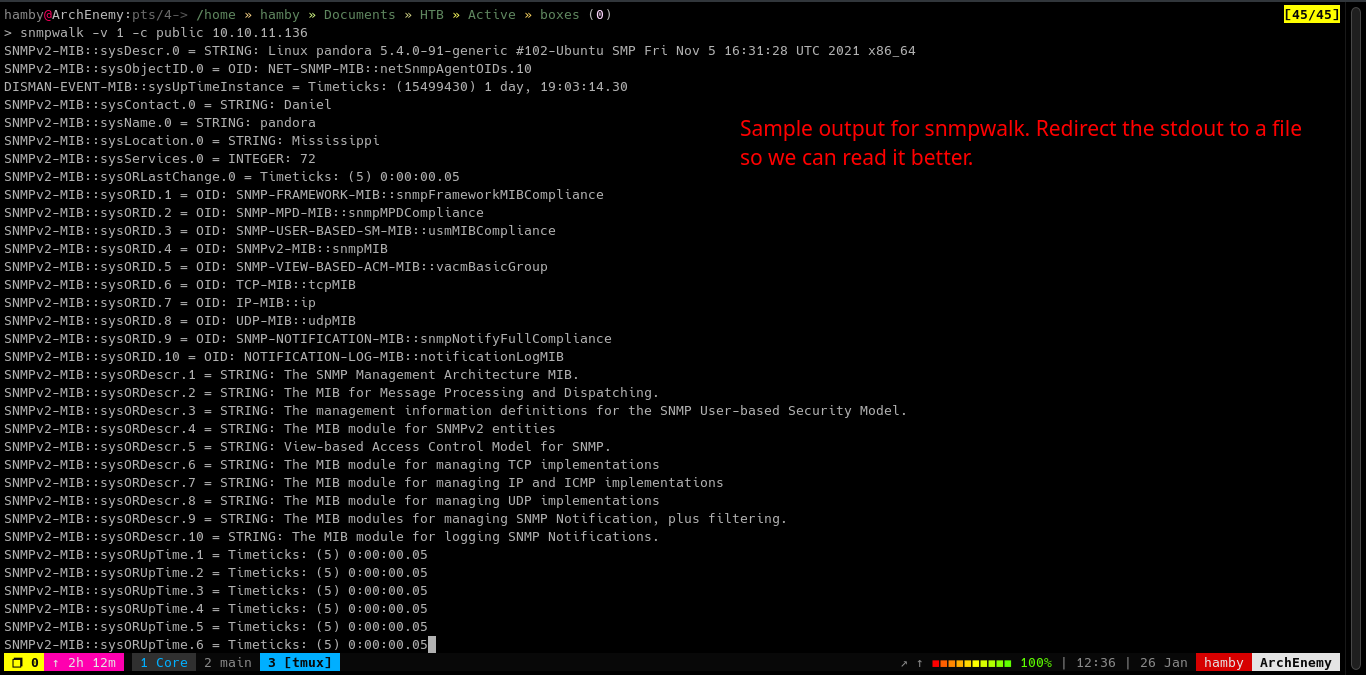 hamby@ArchEnemy:pts/4-> /home » hamby » Documents » HTB » Active » boxes (0) [45/45]
> snmpwalk -v 1 -c public 10.10.11.136
SNMPv2-MIB::sysDescr.0 = STRING: Linux pandora 5.4.0-91-generic #102-Ubuntu SMP Fri Nov 5 16:31:28 UTC 2021 x86_64
SNMPv2-MIB::sysObjectID.0 = OID: NET-SNMP-MIB::netSnmpAgentOIDs.10
DISMAN-EVENT-MIB::sysUpTimeInstance = Timeticks: (15499430) 1 day, 19:03:14.30
SNMPv2-MIB::sysContact.0 = STRING: Daniel
SNMPv2-MIB::sysName.0 = STRING: pandora
Sample output for snmpwalk. Redirect the stdout to a file
so we can read it better.
SNMPv2-MIB::sysLocation.0 = STRING: Mississippi
SNMPv2-MIB::sysServices.0 = INTEGER: 72
SNMPv2-MIB::sysORLastChange.0 = Timeticks: (5) 0:00:00.05
SNMPv2-MIB::sysORID.1 = OID: SNMP-FRAMEWORK-MIB::snmpFrameworkMIBCompliance
SNMPv2-MIB::sysORID.2 = OID: SNMP-MPD-MIB::snmpMPDCompliance
SNMPv2-MIB::sysORID.3 = OID: SNMP-USER-BASED-SM-MIB::usmMIBCompliance
SNMPv2-MIB::sysORID.4 = OID: SNMPv2-MIB::snmpMIB
SNMPv2-MIB::sysORID.5 = OID: SNMP-VIEW-BASED-ACM-MIB::vacmBasicGroup
SNMPv2-MIB::sysORID.6 = OID: TCP-MIB::tcpMIB
SNMPv2-MIB::sysORID.7 = OID: IP-MIB::ip
SNMPv2-MIB::sysORID.8 = OID: UDP-MIB::udpMIB
SNMPv2-MIB::sysORID.9 = OID: SNMP-NOTIFICATION-MIB::snmpNotifyFullCompliance
SNMPv2-MIB::sysORID.10 = OID: NOTIFICATION-LOG-MIB::notificationLogMIB
SNMPv2-MIB::sysORDescr.1 = STRING: The SNMP Management Architecture MIB.
SNMPv2-MIB::sysORDescr.2 = STRING: The MIB for Message Processing and Dispatching.
SNMPv2-MIB::sysORDescr.3 = STRING: The management information definitions for the SNMP User-based Security Model.
SNMPv2-MIB::sysORDescr.4 = STRING: The MIB module for SNMPv2 entities
SNMPv2-MIB::sysORDescr.5 = STRING: View-based Access Control Model for SNMP.
SNMPv2-MIB::sysORDescr.6 = STRING: The MIB module for managing TCP implementations
SNMPv2-MIB::sysORDescr.7 = STRING: The MIB module for managing IP and ICMP implementations
SNMPv2-MIB::sysORDescr.8 = STRING: The MIB module for managing UDP implementations
SNMPv2-MIB::sysORDescr.9 = STRING: The MIB modules for managing SNMP Notification, plus filtering.
SNMPv2-MIB::sysORDescr.10 = STRING: The MIB module for logging SNMP Notifications.
SNMPv2-MIB::sysORUpTime.1 = Timeticks: (5) 0:00:00.05
SNMPv2-MIB::sysORUpTime.2 = Timeticks: (5) 0:00:00.05
SNMPv2-MIB::sysORUpTime.3 = Timeticks: (5) 0:00:00.05
SNMPv2-MIB::sysORUpTime.4 = Timeticks: (5) 0:00:00.05
SNMPv2-MIB::sysORUpTime.5 = Timeticks: (5) 0:00:00.05
SNMPv2-MIB::sysORUpTime.6 = Timeticks: (5) 0:00:00.05
❐ 0 ↑ 2h 12m 1 Core 2 main 3 [tmux] ↗ ↑ 100% | 12:36 | 26 Jan hamby ArchEnemy